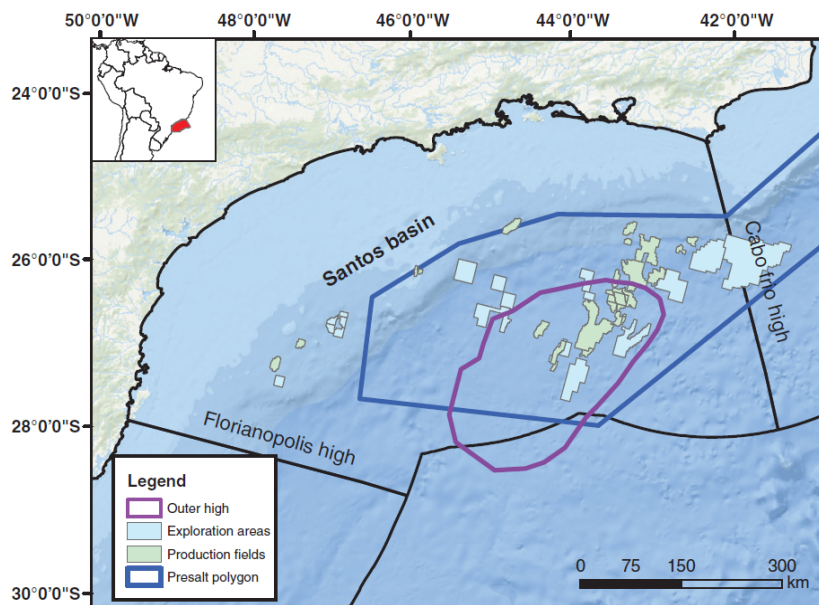 50°0'0"W 48°0'0"W 46°0'0"W 44°0'0"W 42°0'0"W
24°0'0"S
26°0'0"S
28°0'0"S
30°0'0"S
Santos basin
Cabo frio high
Florianopolis high
Legend
Outer high
Exploration areas
Production fields
Presalt polygon
0 75 150 300
km